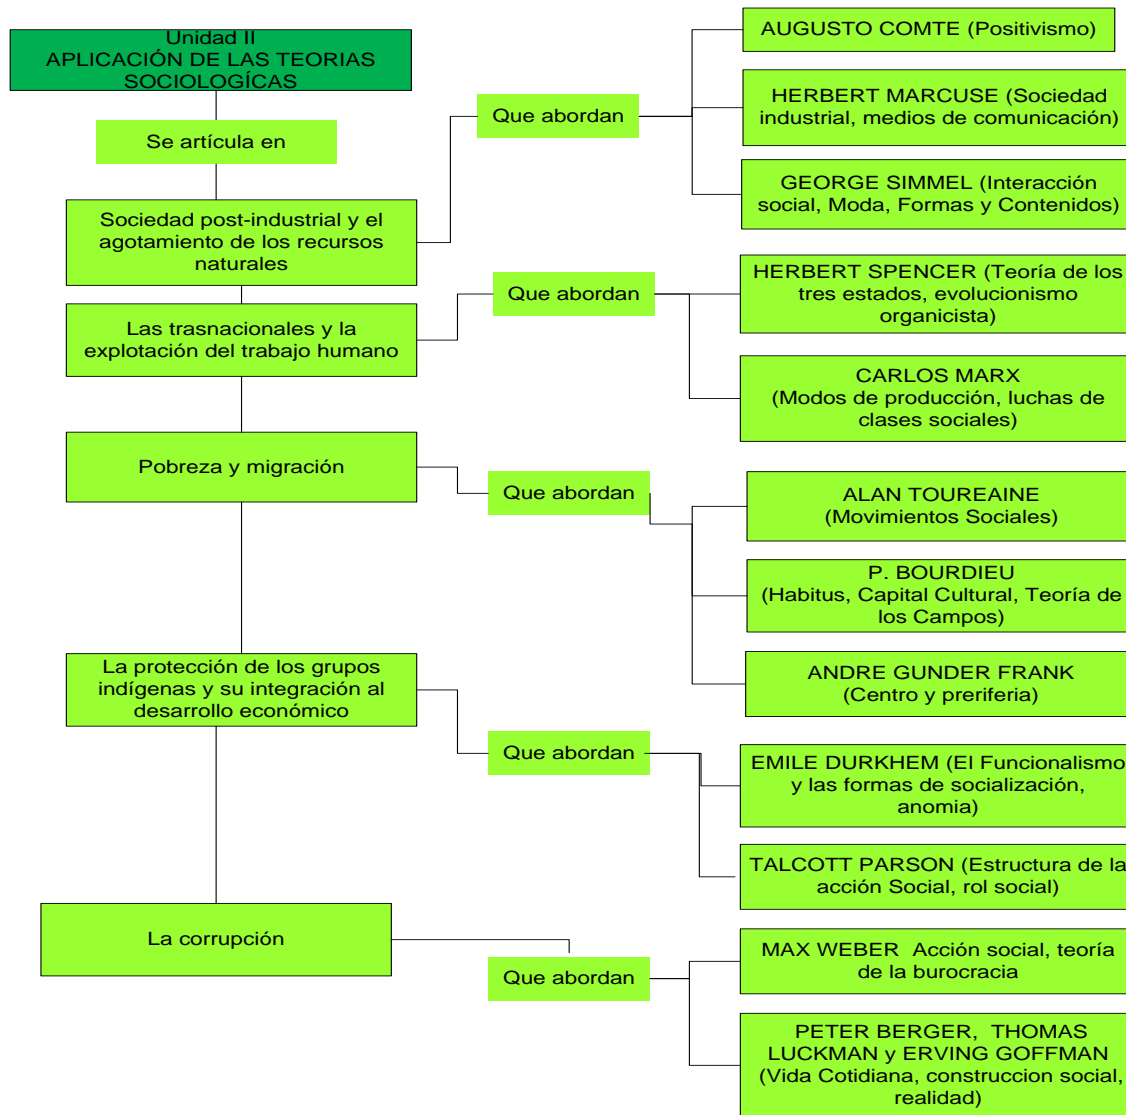 Unidad II
APLICACIÓN DE LAS TEORIAS
SOCIOLOGÍCAS
Se artícula en
Sociedad post-industrial y el
agotamiento de los recursos
naturales
Que abordan
AUGUSTO COMTE (Positivismo)
HERBERT MARCUSE (Sociedad
industrial, medios de comunicación)
GEORGE SIMMEL (Interacción
social, Moda, Formas y Contenidos)
Las trasnacionales y la
explotación del trabajo humano
Que abordan
HERBERT SPENCER (Teoría de los
tres estados, evolucionismo
organicista)
CARLOS MARX
(Modos de producción, luchas de
clases sociales)
Pobreza y migración
Que abordan
ALAN TOUREAINE
(Movimientos Sociales)
P. BOURDIEU
(Habitus, Capital Cultural, Teoría de
los Campos)
ANDRE GUNDER FRANK
(Centro y preriferia)
La protección de los grupos
indígenas y su integración al
desarrollo económico
Que abordan
EMILE DURKHEM (El Funcionalismo
y las formas de socialización,
anomia)
TALCOTT PARSON (Estructura de la
acción Social, rol social)
La corrupción
Que abordan
MAX WEBER  Acción social, teoría
de la burocracia
PETER BERGER,  THOMAS
LUCKMAN y ERVING GOFFMAN
(Vida Cotidiana, construccion social,
realidad)